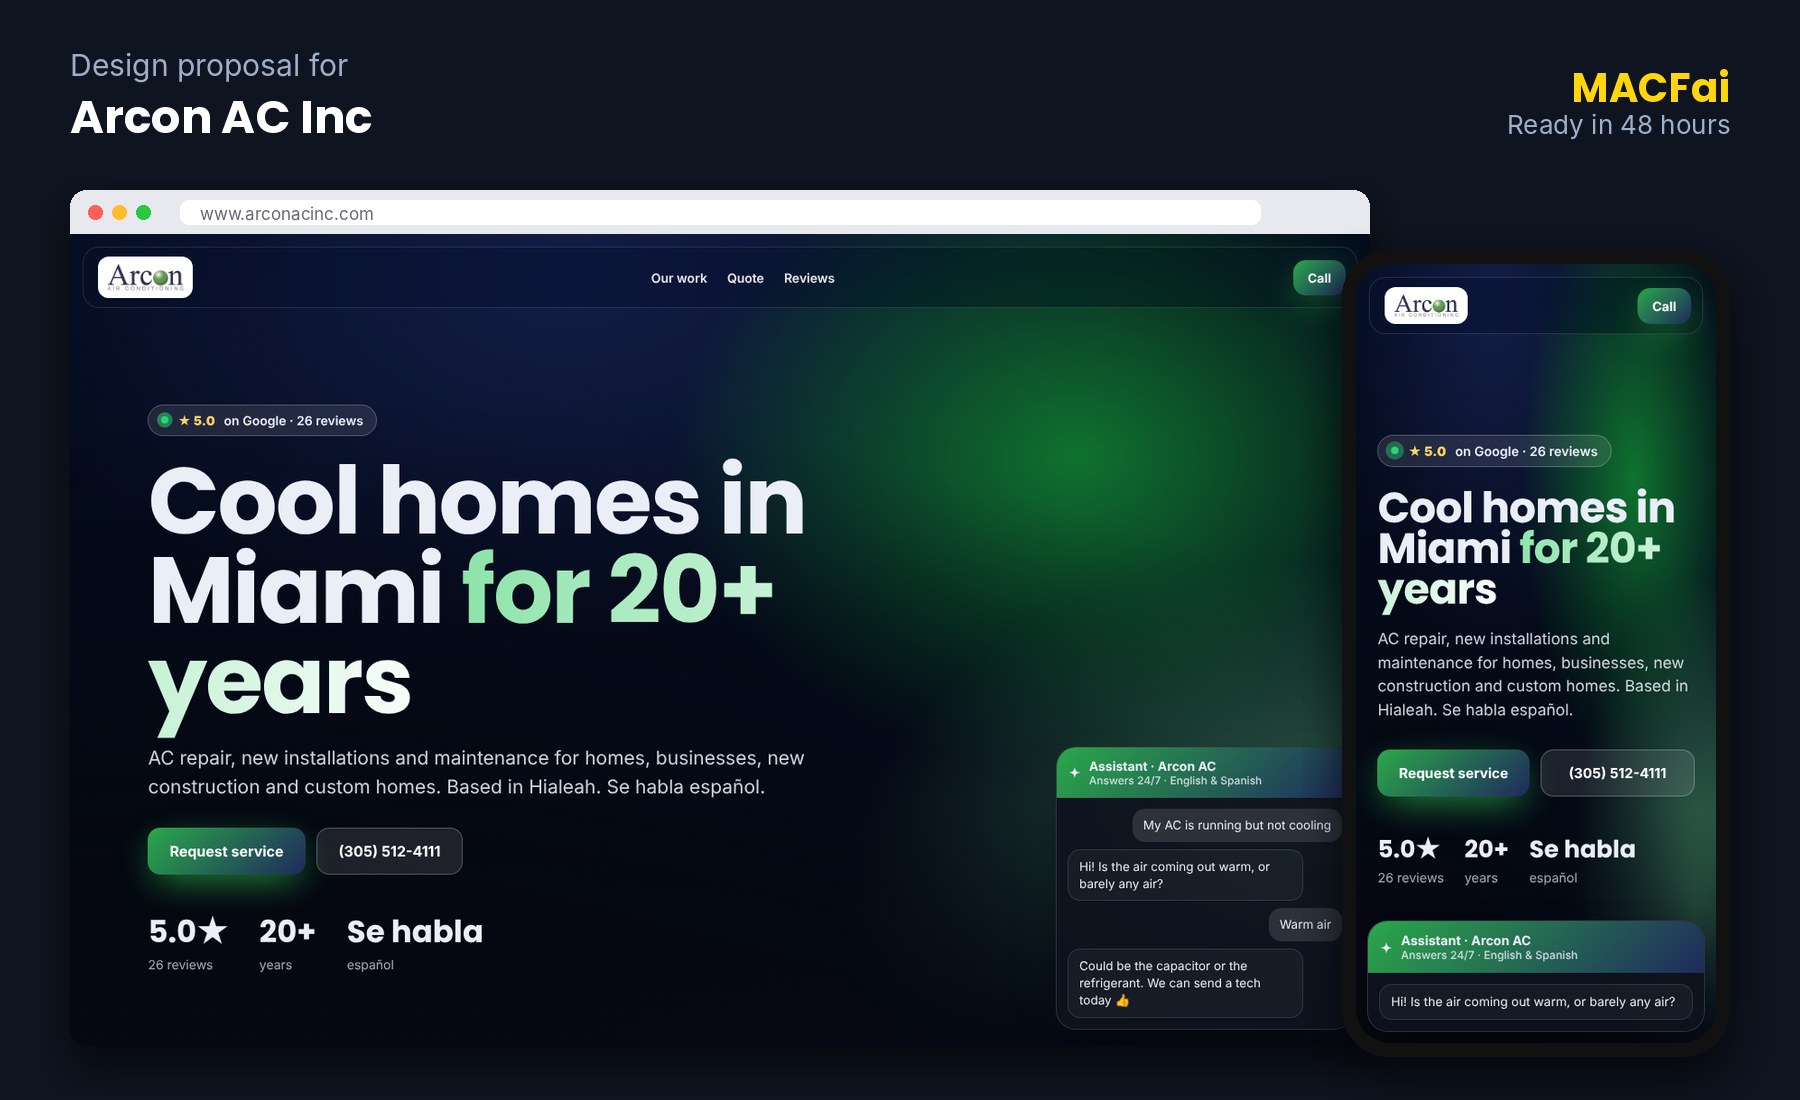 Design proposal for
Arcon AC Inc
MACFai
Ready in 48 hours
www.arconacinc.com
Arcon
AIR CONDITIONING
Our work
Quote
Reviews
Call
★ 5.0 on Google · 26 reviews
Cool homes in
Miami for 20+
years
AC repair, new installations and maintenance for homes, businesses, new
construction and custom homes. Based in Hialeah. Se habla español.
Request service
(305) 512-4111
5.0★
26 reviews
20+
years
Se habla
español
✦ Assistant · Arcon AC
Answers 24/7 · English & Spanish
My AC is running but not cooling
Hi! Is the air coming out warm, or
barely any air?
Warm air
Could be the capacitor or the
refrigerant. We can send a tech
today 👍
Arcon
AIR CONDITIONING
Call
★ 5.0 on Google · 26 reviews
Cool homes in
Miami for 20+
years
AC repair, new installations and
maintenance for homes, businesses, new
construction and custom homes. Based in
Hialeah. Se habla español.
Request service
(305) 512-4111
5.0★
26 reviews
20+
years
Se habla
español
✦ Assistant · Arcon AC
Answers 24/7 · English & Spanish
Hi! Is the air coming out warm, or barely any air?